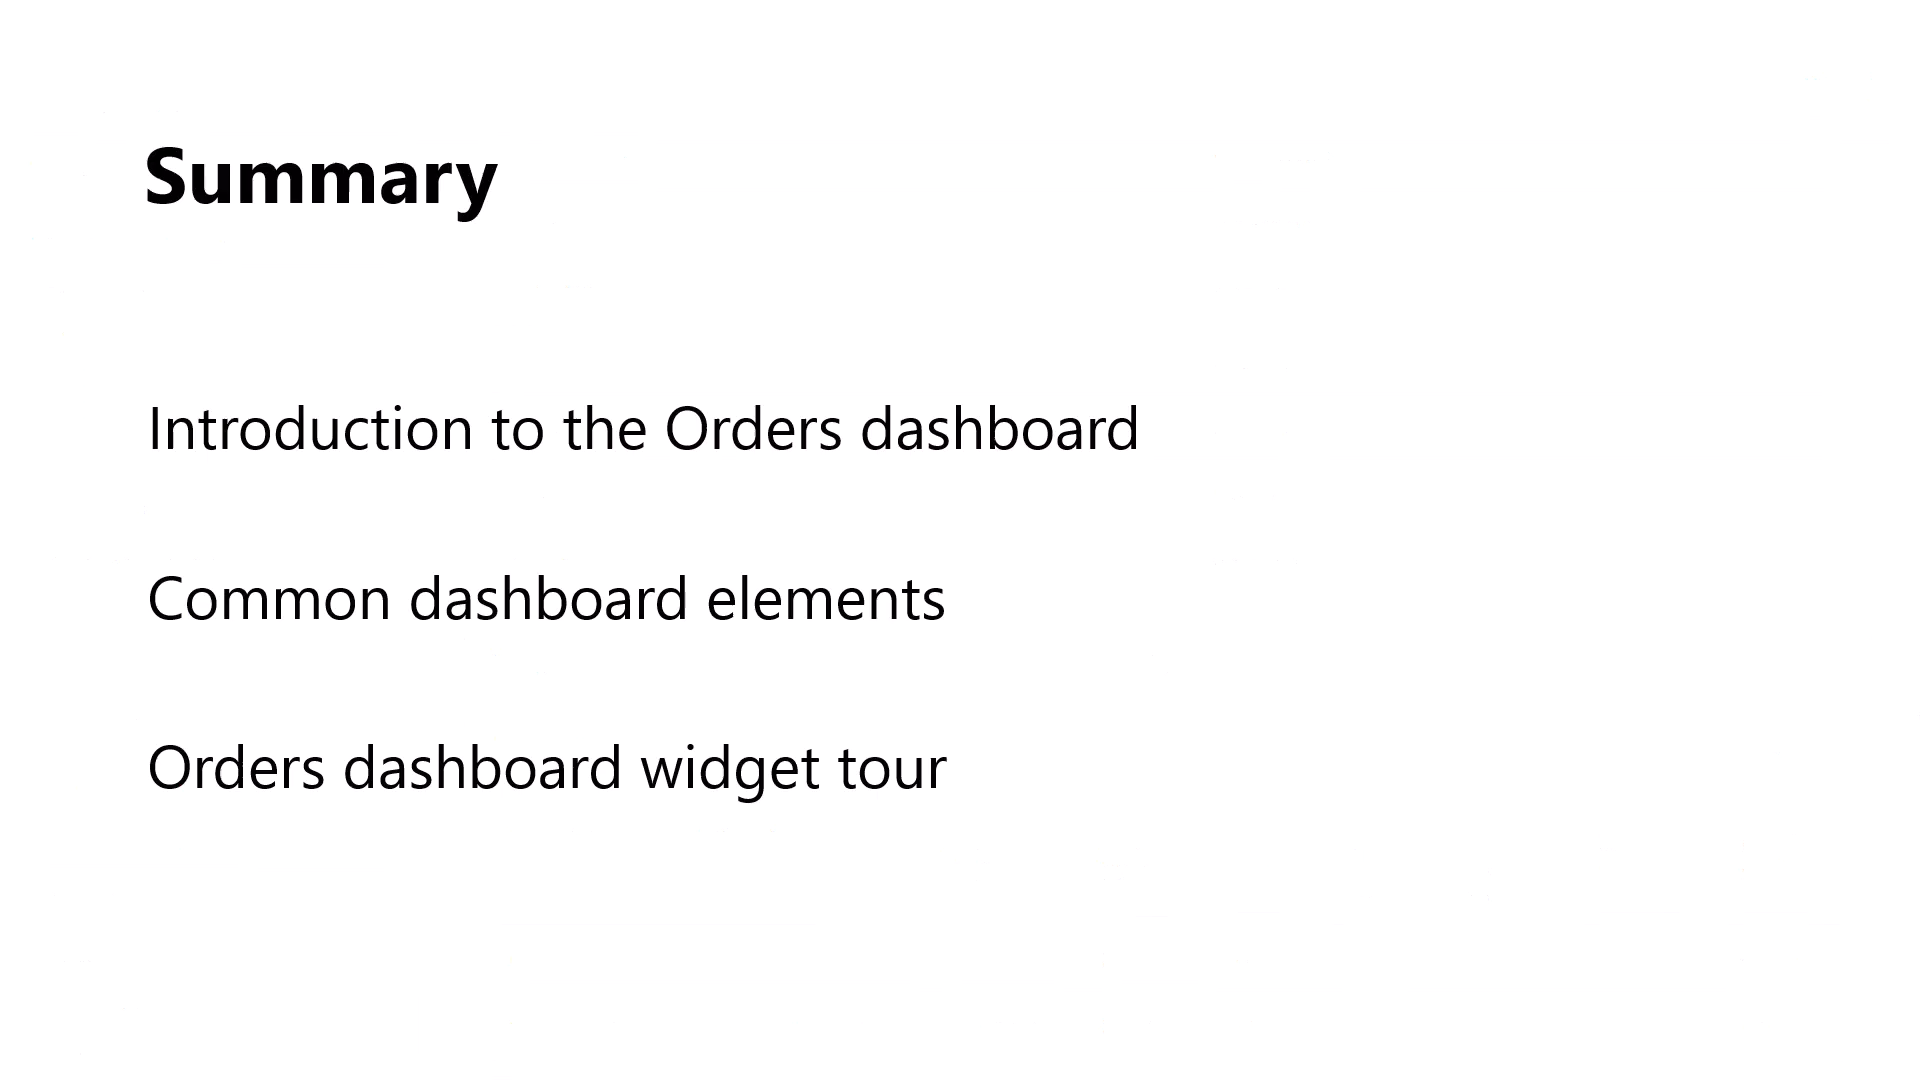 Summary
Introduction to the Orders dashboard
Common dashboard elements
Orders dashboard widget tour